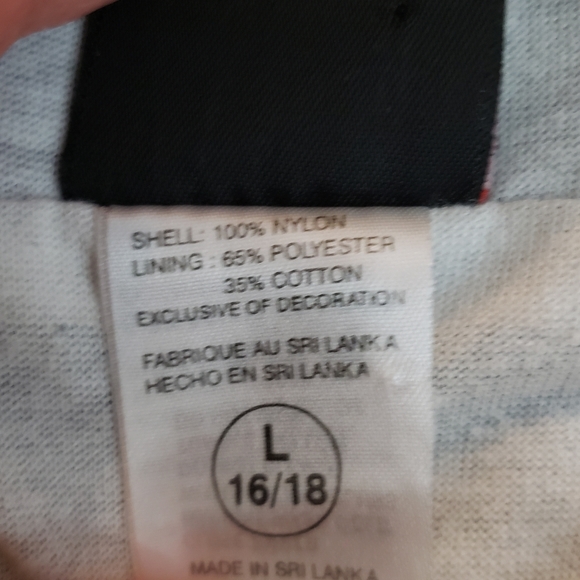 SHELL: 100% NYLON
LINING : 65% POLYESTER
35% COTTON
EXCLUSIVE OF DECORATION
FABRIQUE AU SRI LANKA
HECHO EN SRI LANKA
L
16/18
MADE IN SRI LANKA